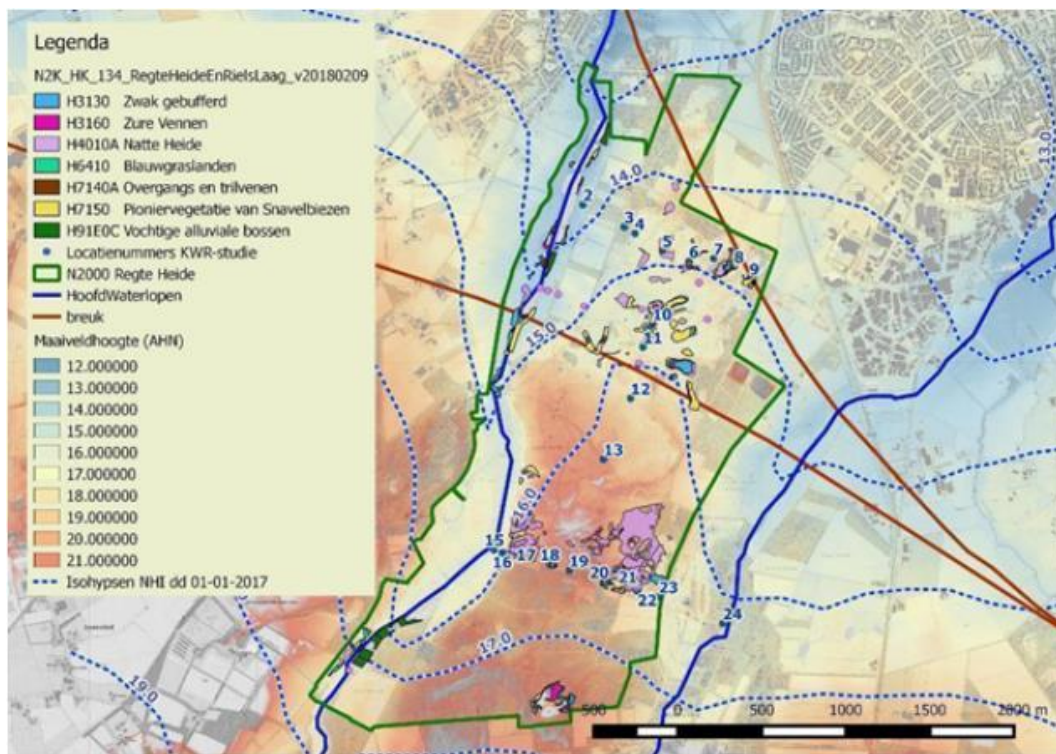 Legenda
N2K_HK_134_RegteHeideEnRielsLaag_v20180209
H3130 Zwak gebufferd
H3160 Zure Vennen
H4010A Natte Heide
H6410 Blauwgraslanden
H7140A Overgangs en trilvenen
H7150 Pioniervegetatie van Snavelbiezen
H91E0C Vochtige alluviale bossen
Locatienummers KWR-studie
N2000 Regte Heide
HoofdWaterlopen
breuk
Maaiveldhoogte (AHN)
12.000000
13.000000
14.000000
15.000000
16.000000
17.000000
18.000000
19.000000
20.000000
21.000000
Isohypsen NHI dd 01-01-2017
13.0
14.0
2
3
4
5
6
7
8
9
15.0
10
11
12
13
16.0
15
16
17
18
19
20
21
22
23
24
17.0
19.0
500 0 500 1000 1500 2000 m